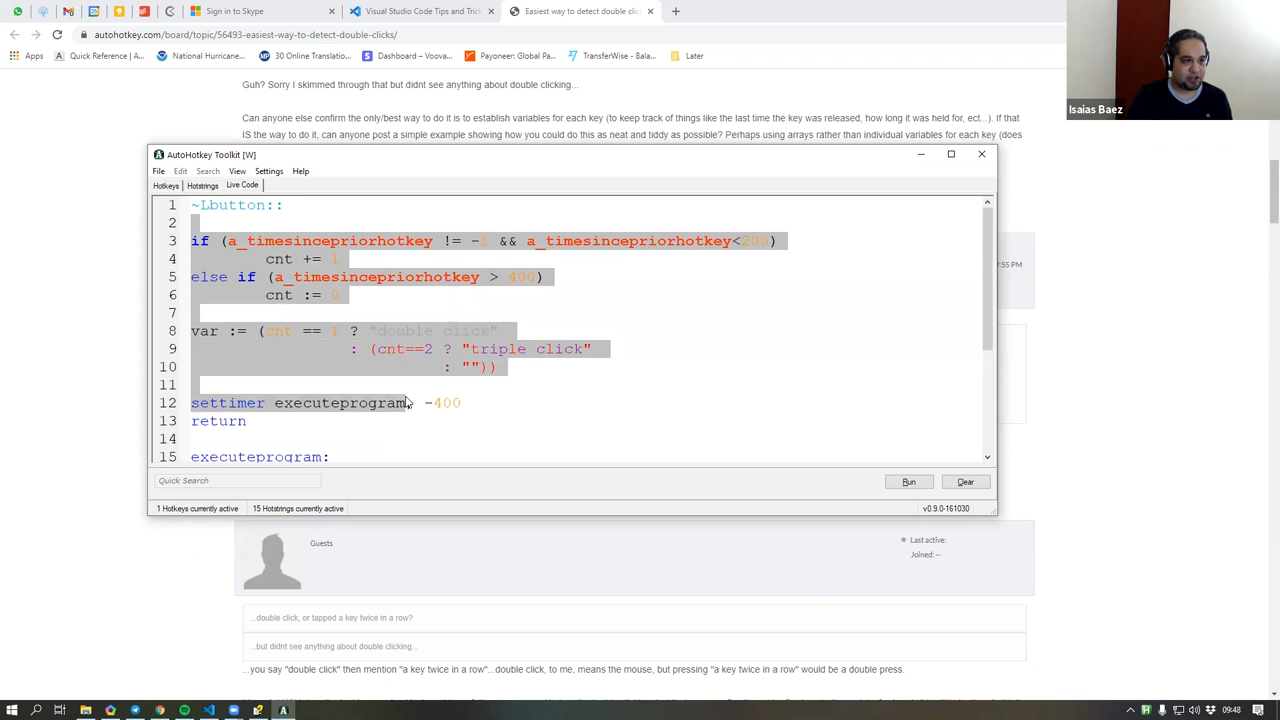 Sign in to Skype
Visual Studio Code Tips and Tric
Easiest way to detect double clic
autohotkey.com/board/topic/56493-easiest-way-to-detect-double-clicks/
Apps
Quick Reference | A...
National Hurricane...
30 Online Translatio...
Dashboard – Voova...
Payoneer: Global Pa...
TransferWise - Bala...
Later
Isaias Baez
Guh? Sorry I skimmed through that but didnt see anything about double clicking...
Can anyone else confirm the only/best way to do it is to establish variables for each key (to keep track of things like the last time the key was released, how long it was held for, ect...). If that
IS the way to do it, can anyone post a simple example showing how you could do this as neat and tiddy as possible? Perhaps using arrays rather than individual variables for each key (does
AutoHotkey Toolkit [W]
File Edit Search View Settings Help
Hotkeys Hotstrings Live Code
1 ~Lbutton::
2
3 if (a_timesincepriorhotkey != -1 && a_timesincepriorhotkey<200)
4 cnt += 1
5 else if (a_timesincepriorhotkey > 400)
6 cnt := 0
7
8 var := (cnt == 1 ? "double click"
9 : (cnt==2 ? "triple click"
10 : ""))
11
12 settimer executeprogram, -400
13 return
14
15 executeprogram:
:55 PM
Quick Search
Run
Clear
1 Hotkeys currently active
15 Hotstrings currently active
v0.9.0-161030
Guests
Last active:
Joined: --
...double click, or tapped a key twice in a row?
...but didnt see anything about double clicking...
...you say "double click" then mention "a key twice in a row"...double click, to me, means the mouse, but pressing "a key twice in a row" would be a double press.
ENG
09:48